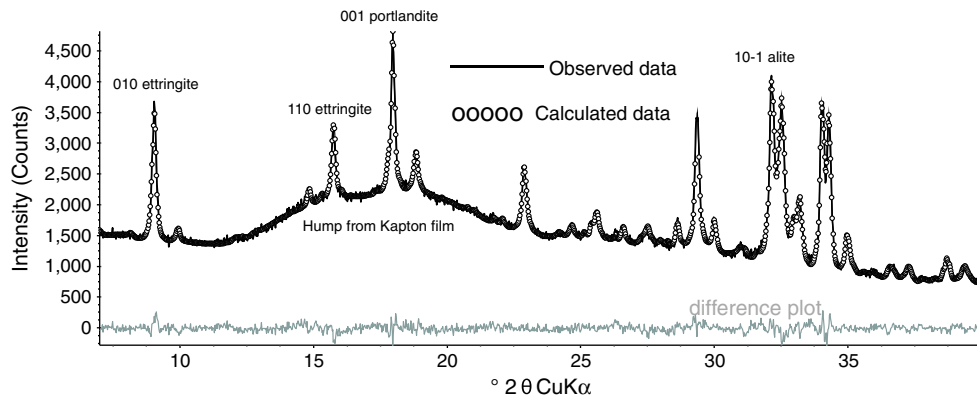 001 portlandite
4,500
4,000
3,500
3,000
2,500
2,000
1,500
1,000
500
0
Intensity (Counts)
010 ettringite
110 ettringite
Observed data
ooooo Calculated data
10-1 alite
Hump from Kapton film
difference plot
10 15 20 25 30 35
° 2 θ CuKα